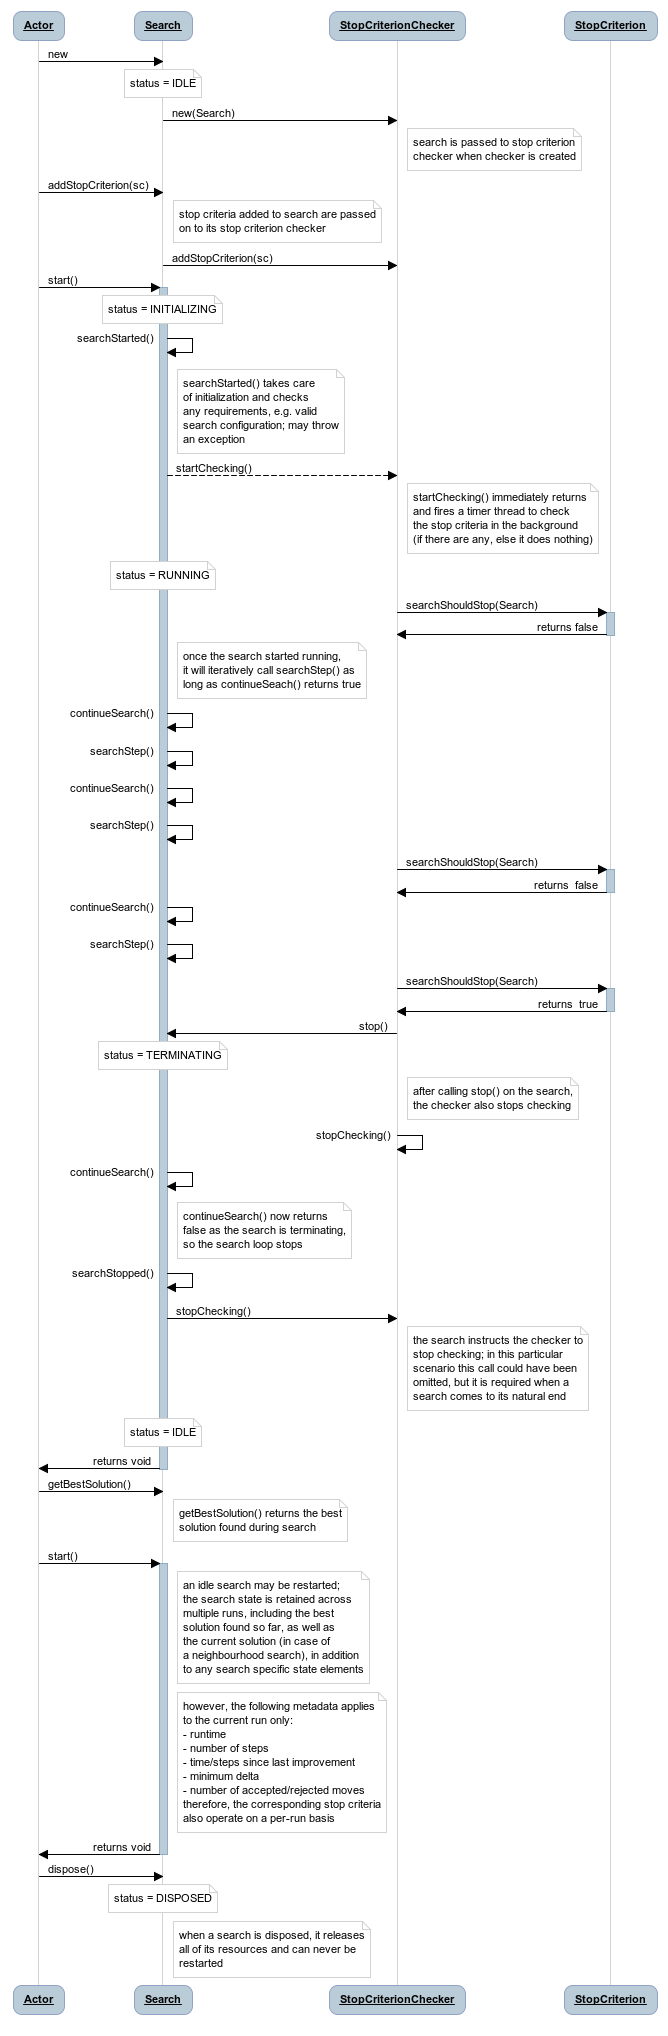 Actor
Search
StopCriterionChecker
StopCriterion
new
status = IDLE
new(Search)
search is passed to stop criterion
checker when checker is created
addStopCriterion(sc)
stop criteria added to search are passed
on to its stop criterion checker
addStopCriterion(sc)
start()
status = INITIALIZING
searchStarted()
searchStarted() takes care
of initialization and checks
any requirements, e.g. valid
search configuration; may throw
an exception
startChecking()
startChecking() immediately returns
and fires a timer thread to check
the stop criteria in the background
(if there are any, else it does nothing)
status = RUNNING
searchShouldStop(Search)
returns false
once the search started running,
it will iteratively call searchStep() as
long as continueSeach() returns true
continueSearch()
searchStep()
continueSearch()
searchStep()
searchShouldStop(Search)
returns  false
continueSearch()
searchStep()
searchShouldStop(Search)
returns  true
stop()
status = TERMINATING
after calling stop() on the search,
the checker also stops checking
stopChecking()
continueSearch()
continueSearch() now returns
false as the search is terminating,
so the search loop stops
searchStopped()
stopChecking()
the search instructs the checker to
stop checking; in this particular
scenario this call could have been
omitted, but it is required when a
search comes to its natural end
status = IDLE
returns void
getBestSolution()
getBestSolution() returns the best
solution found during search
start()
an idle search may be restarted;
the search state is retained across
multiple runs, including the best
solution found so far, as well as
the current solution (in case of
a neighbourhood search), in addition
to any search specific state elements
however, the following metadata applies
to the current run only:
- runtime
- number of steps
- time/steps since last improvement
- minimum delta
- number of accepted/rejected moves
therefore, the corresponding stop criteria
also operate on a per-run basis
returns void
dispose()
status = DISPOSED
when a search is disposed, it releases
all of its resources and can never be
restarted
Actor
Search
StopCriterionChecker
StopCriterion